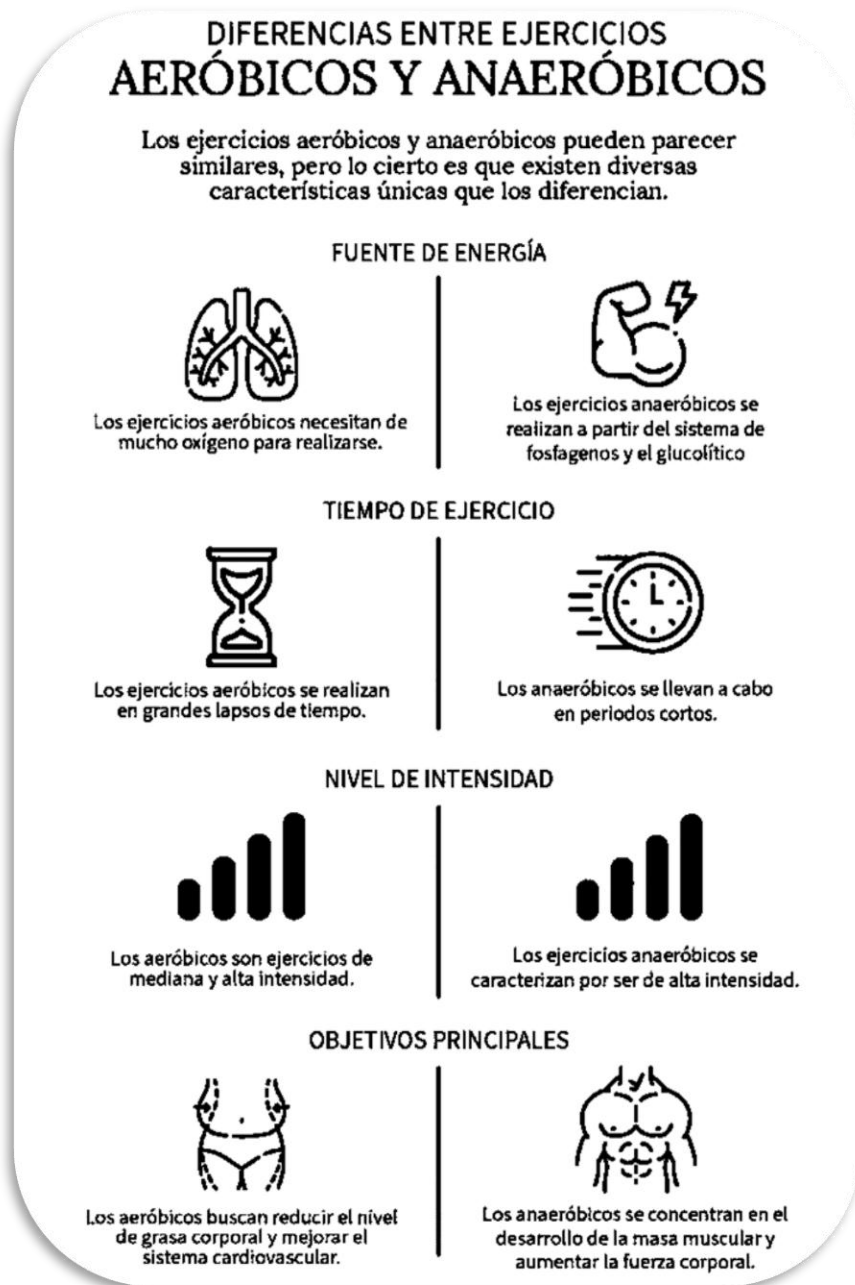 DIFERENCIAS ENTRE EJERCICIOS
AERÓBICOS Y ANAERÓBICOS
Los ejercicios aeróbicos y anaeróbicos pueden parecer
similares, pero lo cierto es que existen diversas
características únicas que los diferencian.
FUENTE DE ENERGÍA
Los ejercicios aeróbicos necesitan de
mucho oxígeno para realizarse.
Los ejercicios anaeróbicos se
realizan a partir del sistema de
fosfagenos y el glucolítico
TIEMPO DE EJERCICIO
Los ejercicios aeróbicos se realizan
en grandes lapsos de tiempo.
Los anaeróbicos se llevan a cabo
en periodos cortos.
NIVEL DE INTENSIDAD
Los aeróbicos son ejercicios de
mediana y alta intensidad.
Los ejercicios anaeróbicos se
caracterizan por ser de alta intensidad.
OBJETIVOS PRINCIPALES
Los aeróbicos buscan reducir el nivel
de grasa corporal y mejorar el
sistema cardiovascular.
Los anaeróbicos se concentran en el
desarrollo de la masa muscular y
aumentar la fuerza corporal.